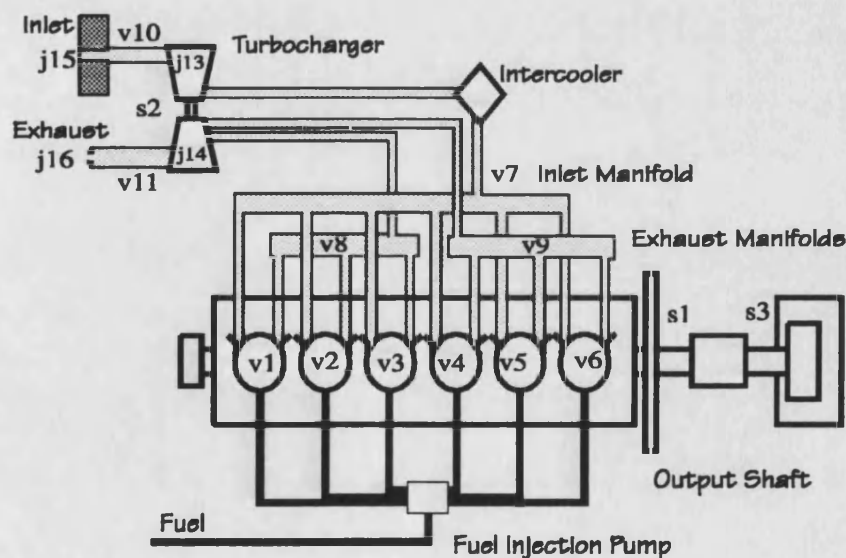 Inlet
v10
j15
j13
Turbocharger
Intercooler
s2
Exhaust
j16
j14
v11
v7
Inlet Manifold
v8
v9
Exhaust Manifolds
s1
s3
v1
v2
v3
v4
v5
v6
Output Shaft
Fuel
Fuel Injection Pump